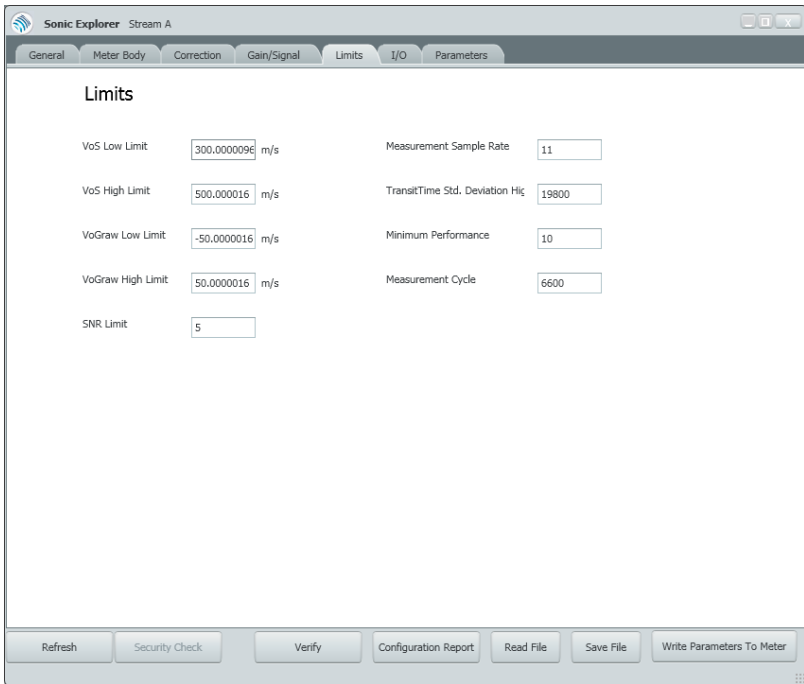 Sonic Explorer Stream A
General Meter Body Correction Gain/Signal Limits I/O Parameters
Limits
VoS Low Limit 300.0000096 m/s
VoS High Limit 500.000016 m/s
VoGraw Low Limit -50.0000016 m/s
VoGraw High Limit 50.0000016 m/s
SNR Limit 5
Measurement Sample Rate 11
TransitTime Std. Deviation Hig 19800
Minimum Performance 10
Measurement Cycle 6600
Refresh Security Check Verify Configuration Report Read File Save File Write Parameters To Meter